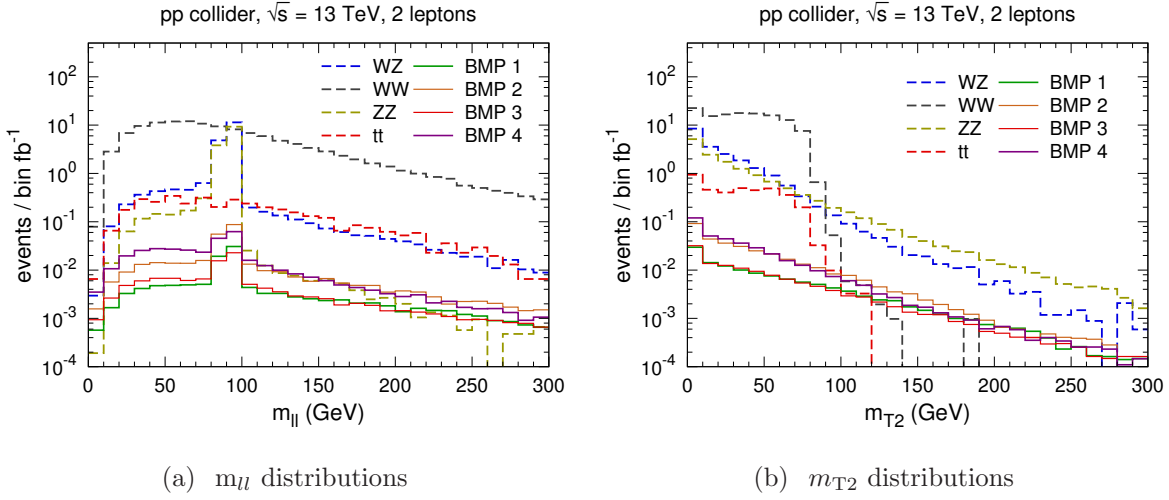 pp collider, √s = 13 TeV, 2 leptons
events / bin fb⁻¹
10²
10¹
10⁰
10⁻¹
10⁻²
10⁻³
10⁻⁴
WZ BMP 1
WW BMP 2
ZZ BMP 3
tt BMP 4
0 50 100 150 200 250 300
m_ll (GeV)
(a) m_ll distributions
pp collider, √s = 13 TeV, 2 leptons
events / bin fb⁻¹
10²
10¹
10⁰
10⁻¹
10⁻²
10⁻³
10⁻⁴
WZ BMP 1
WW BMP 2
ZZ BMP 3
tt BMP 4
0 50 100 150 200 250 300
m_T2 (GeV)
(b) m_T2 distributions